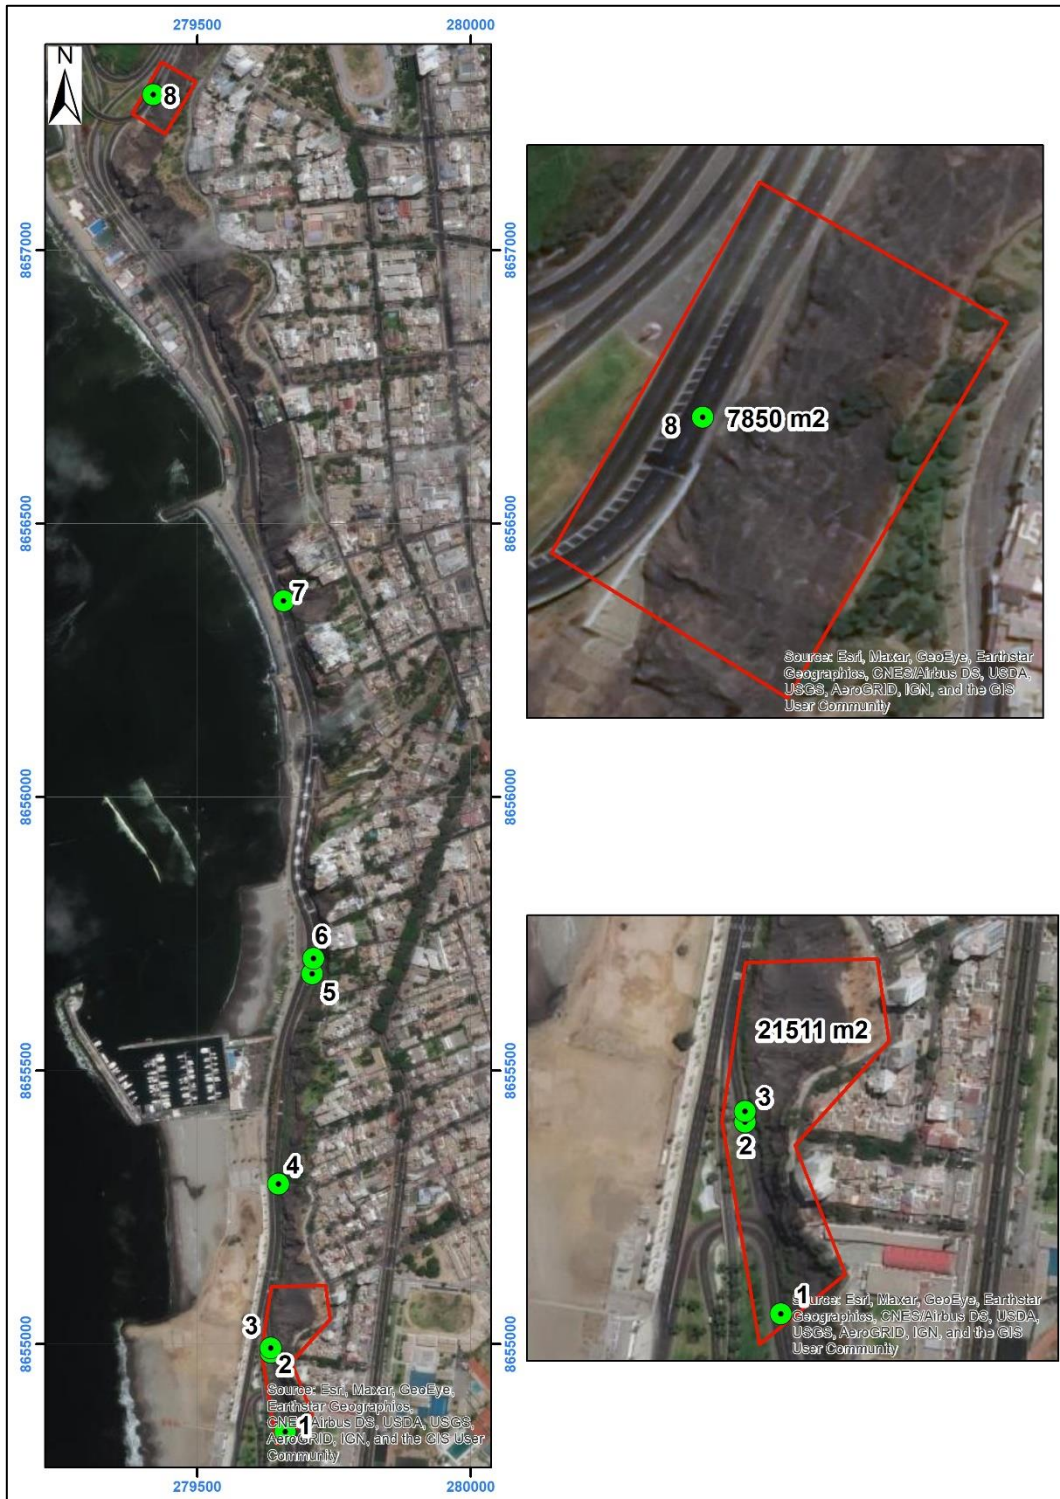 279500
280000
N
8
8657000
8657000
8656500
8656500
7
8656000
8656000
6
5
8655500
8655500
4
3
2
8655000
8655000
1
Source: Esri, Maxar, GeoEye,
Earthstar Geographics,
CNES/Airbus DS, USDA, USGS,
AeroGRID, IGN, and the GIS User
Community
279500
280000
8
7850 m2
Source: Esri, Maxar, GeoEye, Earthstar
Geographics, CNES/Airbus DS, USDA,
USGS, AeroGRID, IGN, and the GIS
User Community
21511 m2
3
2
1
Source: Esri, Maxar, GeoEye, Earthstar
Geographics, CNES/Airbus DS, USDA,
USGS, AeroGRID, IGN, and the GIS
User Community